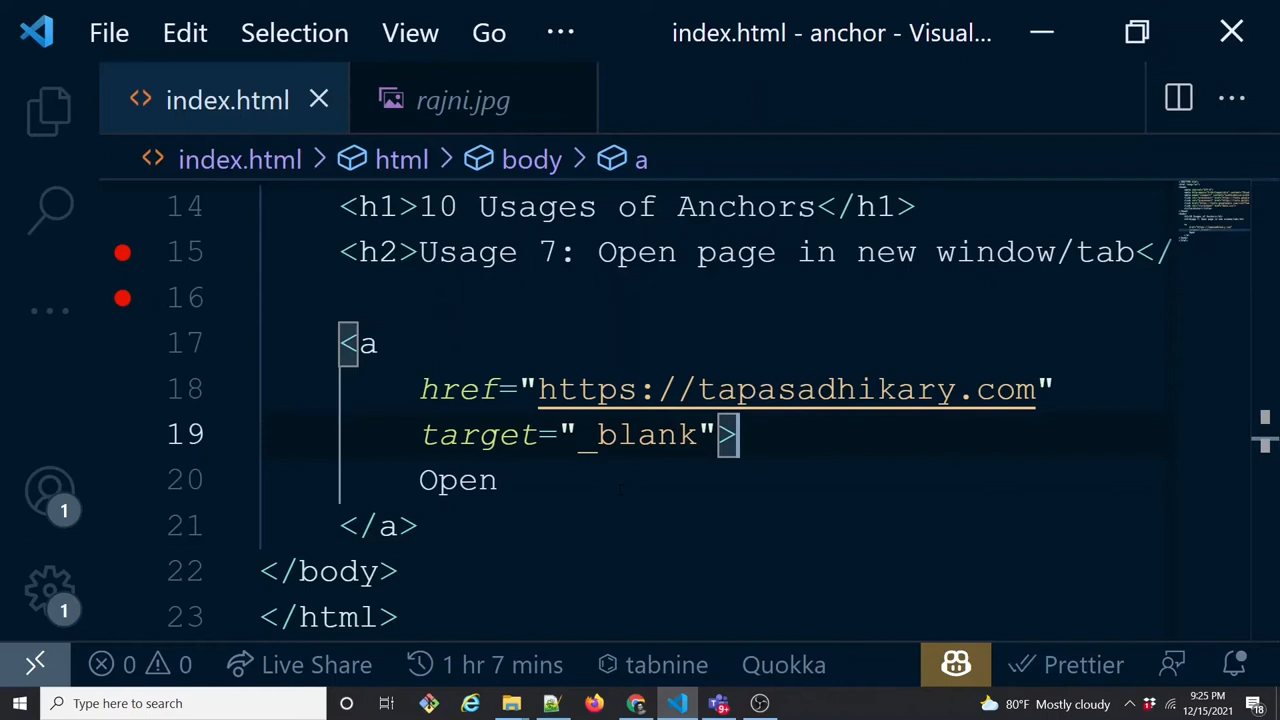 File Edit Selection View Go ··· index.html - anchor - Visual...
index.html rajni.jpg
index.html > html > body > a
14 <h1>10 Usages of Anchors</h1>
15 <h2>Usage 7: Open page in new window/tab</
16
17 <a
18 href="https://tapasadhikary.com"
19 target="_blank">
20 Open
21 </a>
22 </body>
23 </html>
1
1
0 0 Live Share 1 hr 7 mins tabnine Quokka Prettier
Type here to search 9+ 80°F Mostly cloudy 9:25 PM 18
12/15/2021